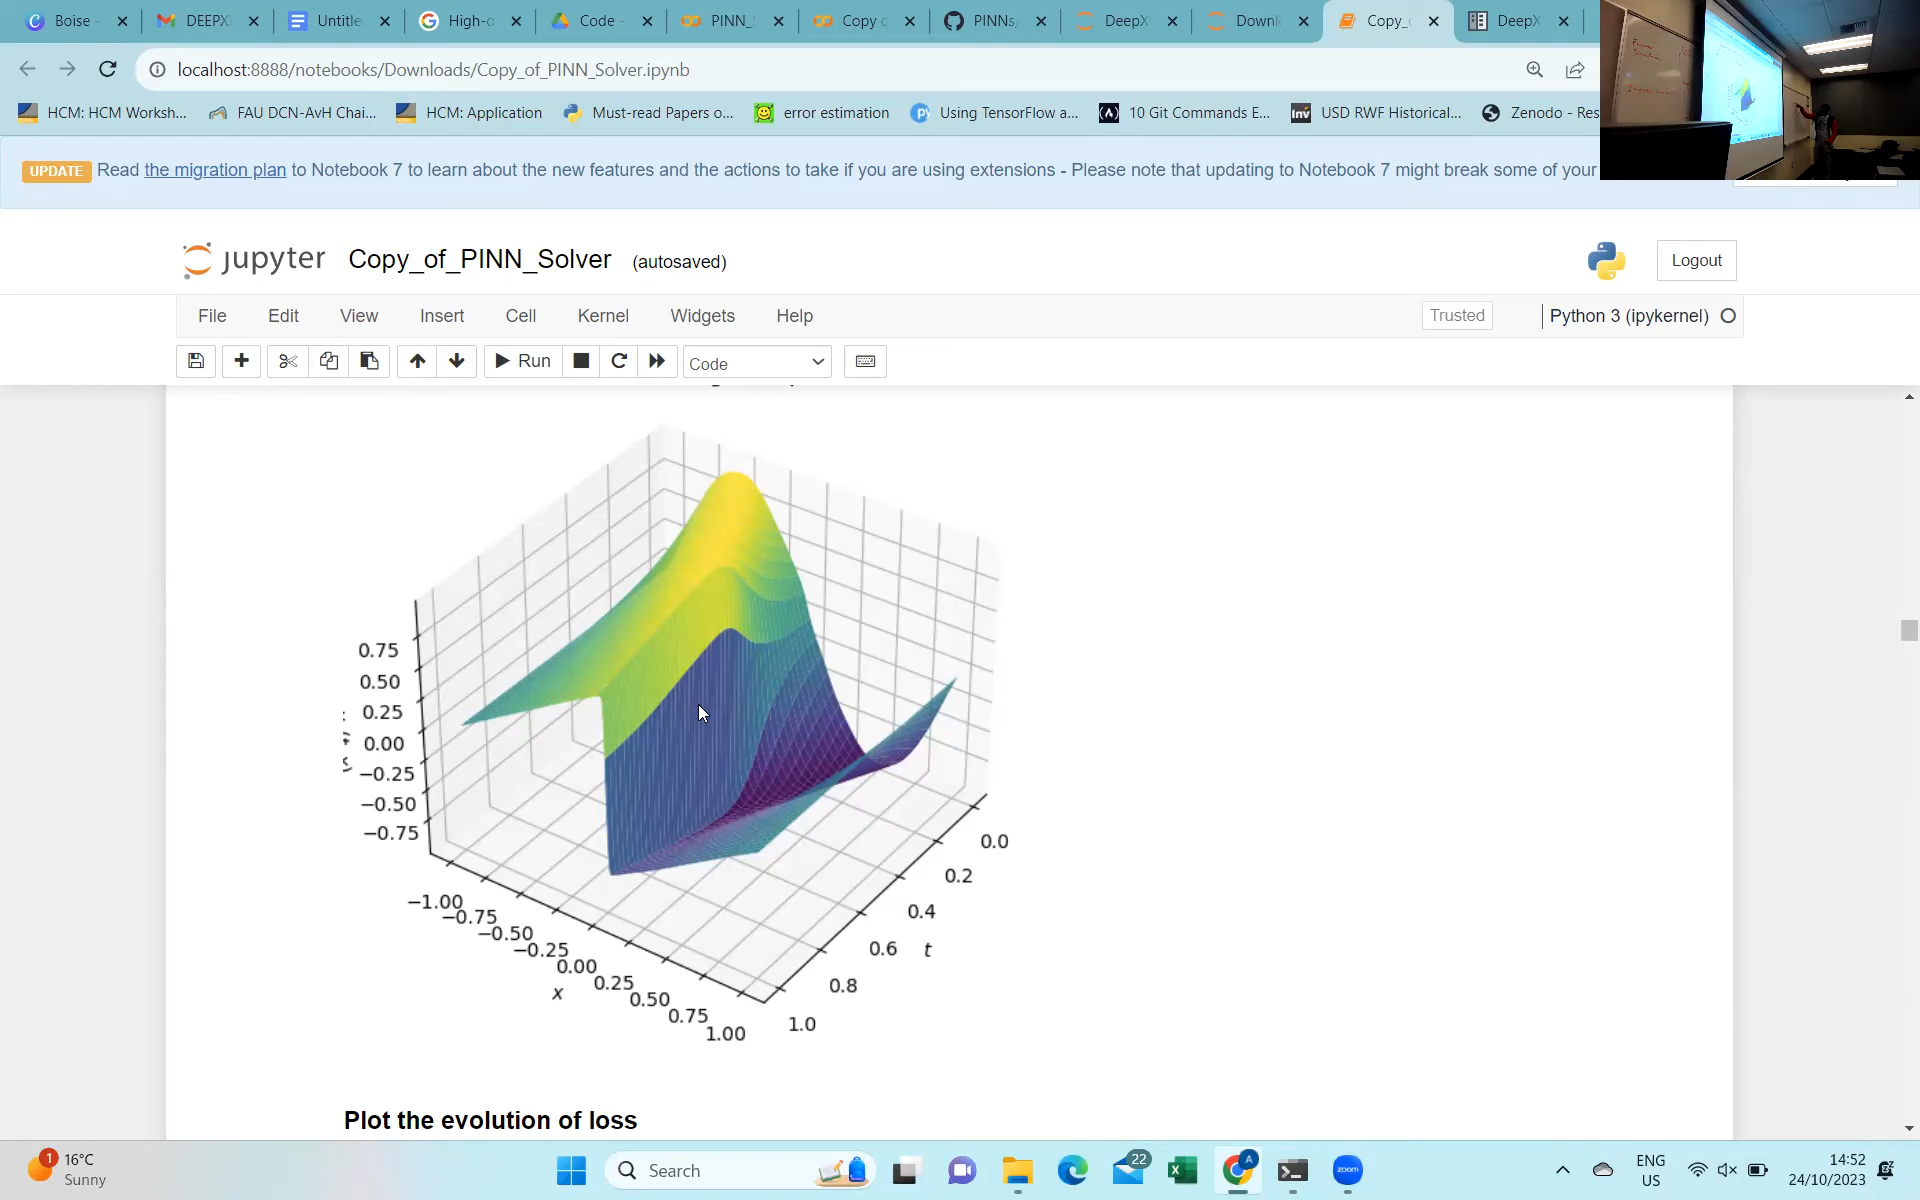 Boise -
DEEPX
Untitle
High-o
Code -
PINN_
Copy o
PINNs
DeepX
Downl
Copy_
DeepX
localhost:8888/notebooks/Downloads/Copy_of_PINN_Solver.ipynb
HCM: HCM Worksh...
FAU DCN-AvH Chai...
HCM: Application
Must-read Papers o...
error estimation
Using TensorFlow a...
10 Git Commands E...
USD RWF Historical...
Zenodo - Res
UPDATE Read the migration plan to Notebook 7 to learn about the new features and the actions to take if you are using extensions - Please note that updating to Notebook 7 might break some of your
jupyter Copy_of_PINN_Solver (autosaved)
Logout
File Edit View Insert Cell Kernel Widgets Help
Trusted
Python 3 (ipykernel)
Run
Code
0.75
0.50
0.25
0.00
−0.25
−0.50
−0.75
−1.00
−0.75
−0.50
−0.25
0.00
0.25
0.50
0.75
1.00
x
0.0
0.2
0.4
0.6
0.8
1.0
t
Plot the evolution of loss
1
16°C
Sunny
Search
22
A
zoom
ENG
US
14:52
24/10/2023